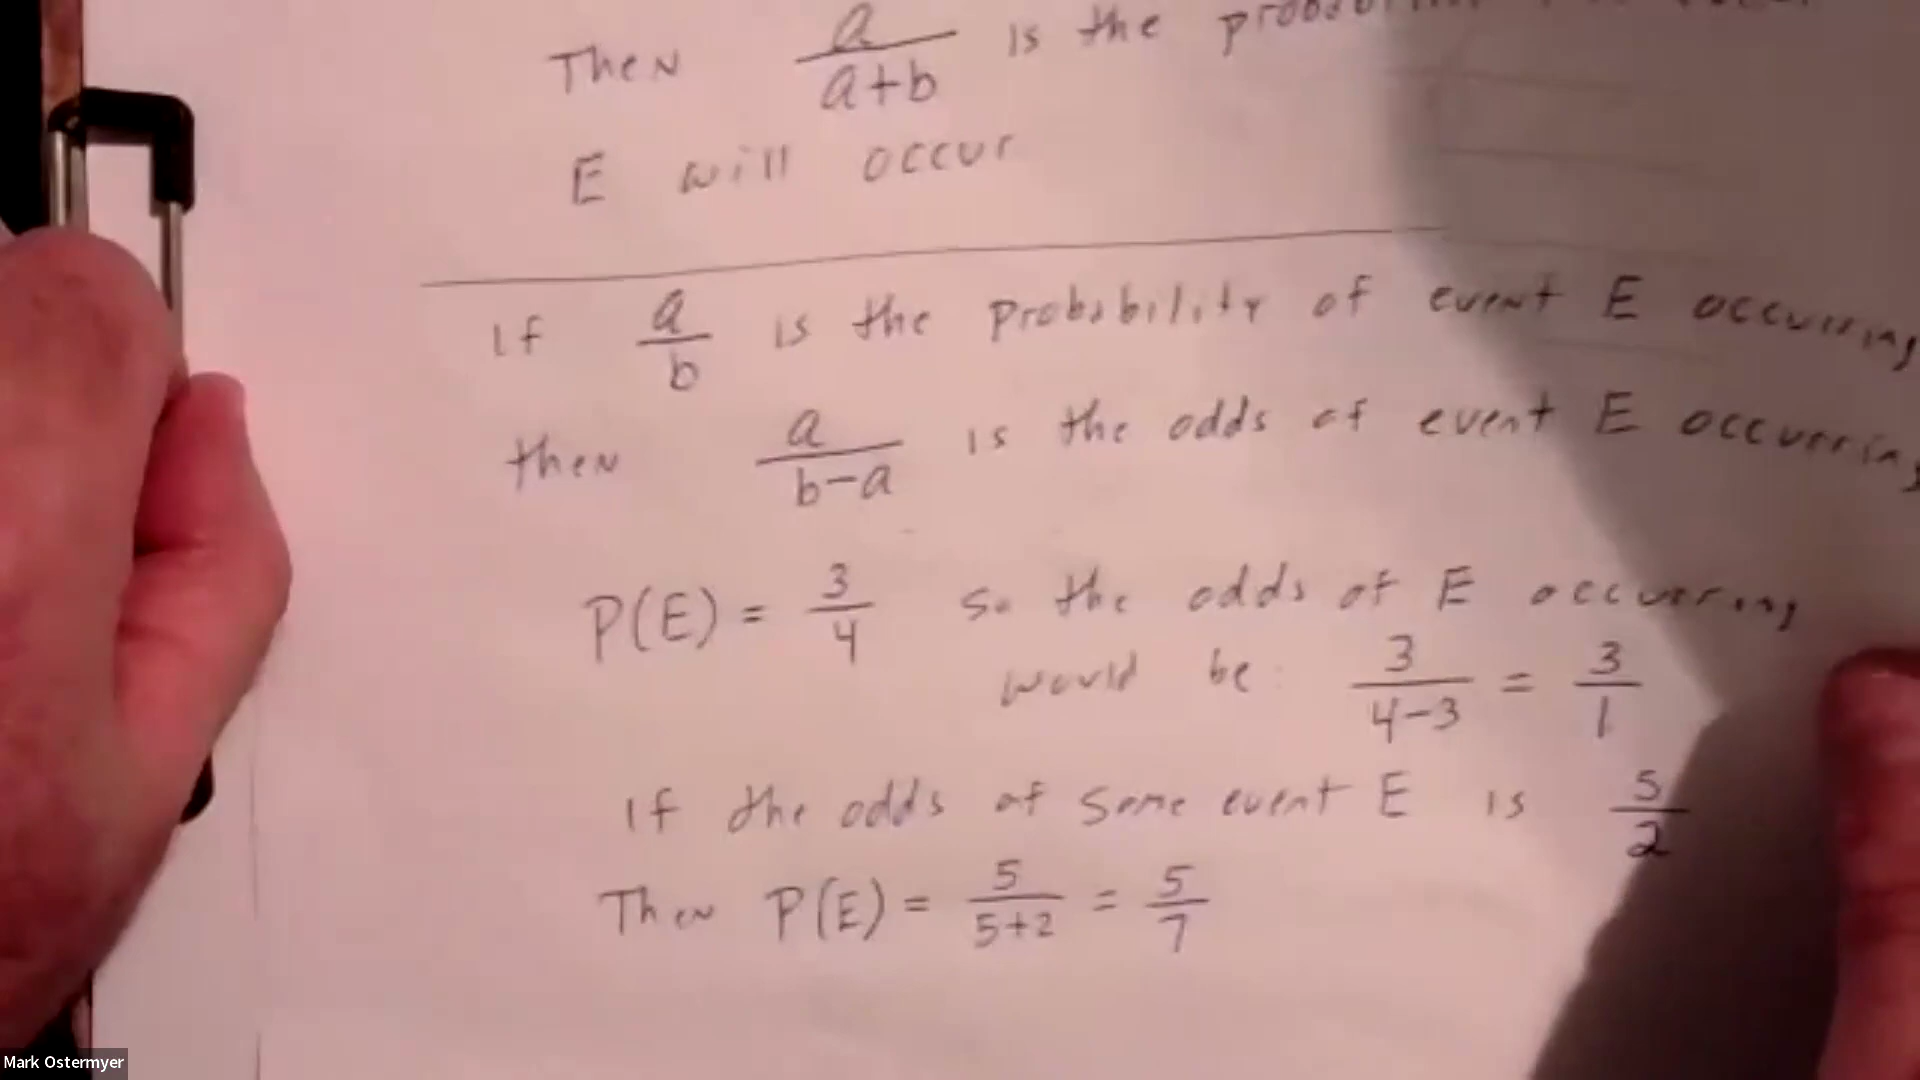 Then a/(a+b) is the
E will occur
If a/b is the probability of event E occurring
then a/(b-a) is the odds of event E occurring
P(E) = 3/4 so the odds of E occurring
would be: 3/(4-3) = 3/1
If the odds of some event E is 5/2
Then P(E) = 5/(5+2) = 5/7
Mark Ostermyer